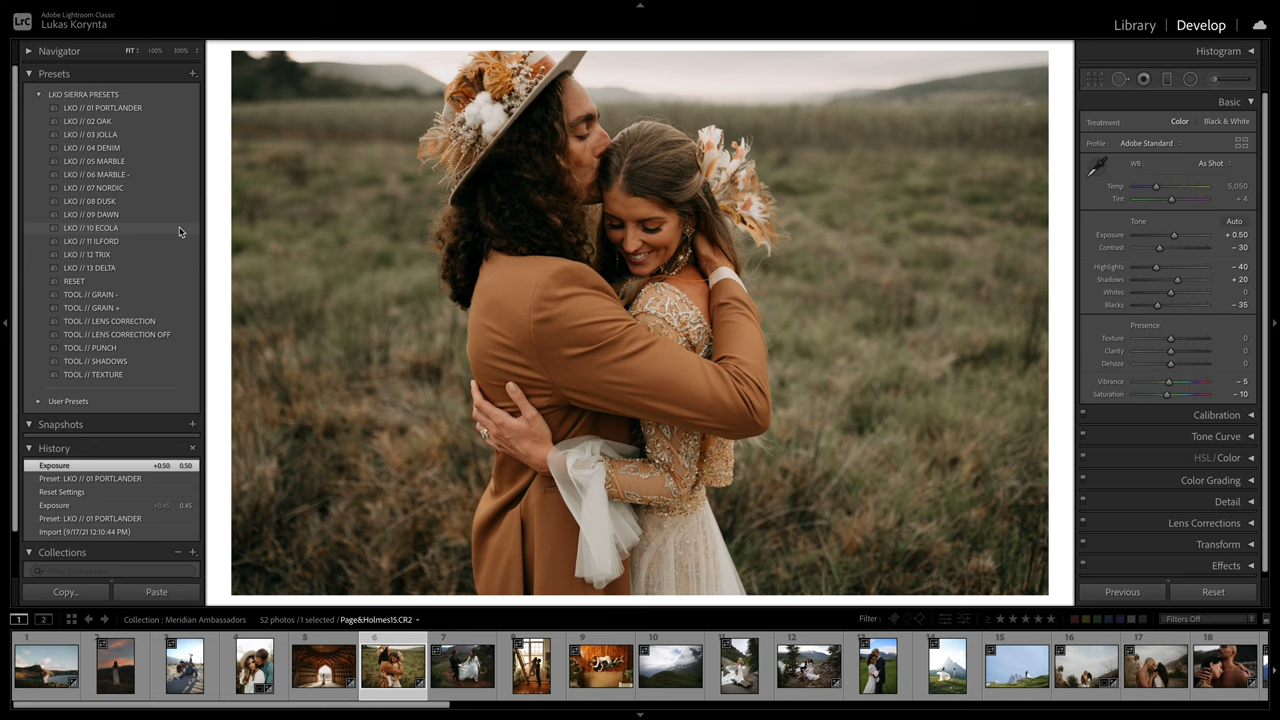 LrC
Adobe Lightroom Classic
Lukas Korynta
Library | Develop
Navigator FIT 100% 300%
Presets
LKO SIERRA PRESETS
LKO // 01 PORTLANDER
LKO // 02 OAK
LKO // 03 JOLLA
LKO // 04 DENIM
LKO // 05 MARBLE
LKO // 06 MARBLE -
LKO // 07 NORDIC
LKO // 08 DUSK
LKO // 09 DAWN
LKO // 10 ECOLA
LKO // 11 ILFORD
LKO // 12 TRIX
LKO // 13 DELTA
RESET
TOOL // GRAIN -
TOOL // GRAIN +
TOOL // LENS CORRECTION
TOOL // LENS CORRECTION OFF
TOOL // PUNCH
TOOL // SHADOWS
TOOL // TEXTURE
User Presets
Snapshots
History
Exposure +0.50 0.50
Preset: LKO // 01 PORTLANDER
Reset Settings
Exposure +0.45 0.45
Preset: LKO // 01 PORTLANDER
Import (9/17/21 12:10:44 PM)
Collections
Copy...
Paste
Histogram
Basic
Treatment : Color Black & White
Profile : Adobe Standard
WB : As Shot
Temp 5,050
Tint + 4
Tone Auto
Exposure + 0.50
Contrast – 30
Highlights – 40
Shadows + 20
Whites 0
Blacks – 35
Presence
Texture 0
Clarity 0
Dehaze 0
Vibrance – 5
Saturation – 10
Calibration
Tone Curve
HSL / Color
Color Grading
Detail
Lens Corrections
Transform
Effects
Previous
Reset
1 2 Collection : Meridian Ambassadors 52 photos / 1 selected / Page&Holmes15.CR2 Filter : Filters Off
1 2 3 4 5 6 7 8 9 10 11 12 13 14 15 16 17 18